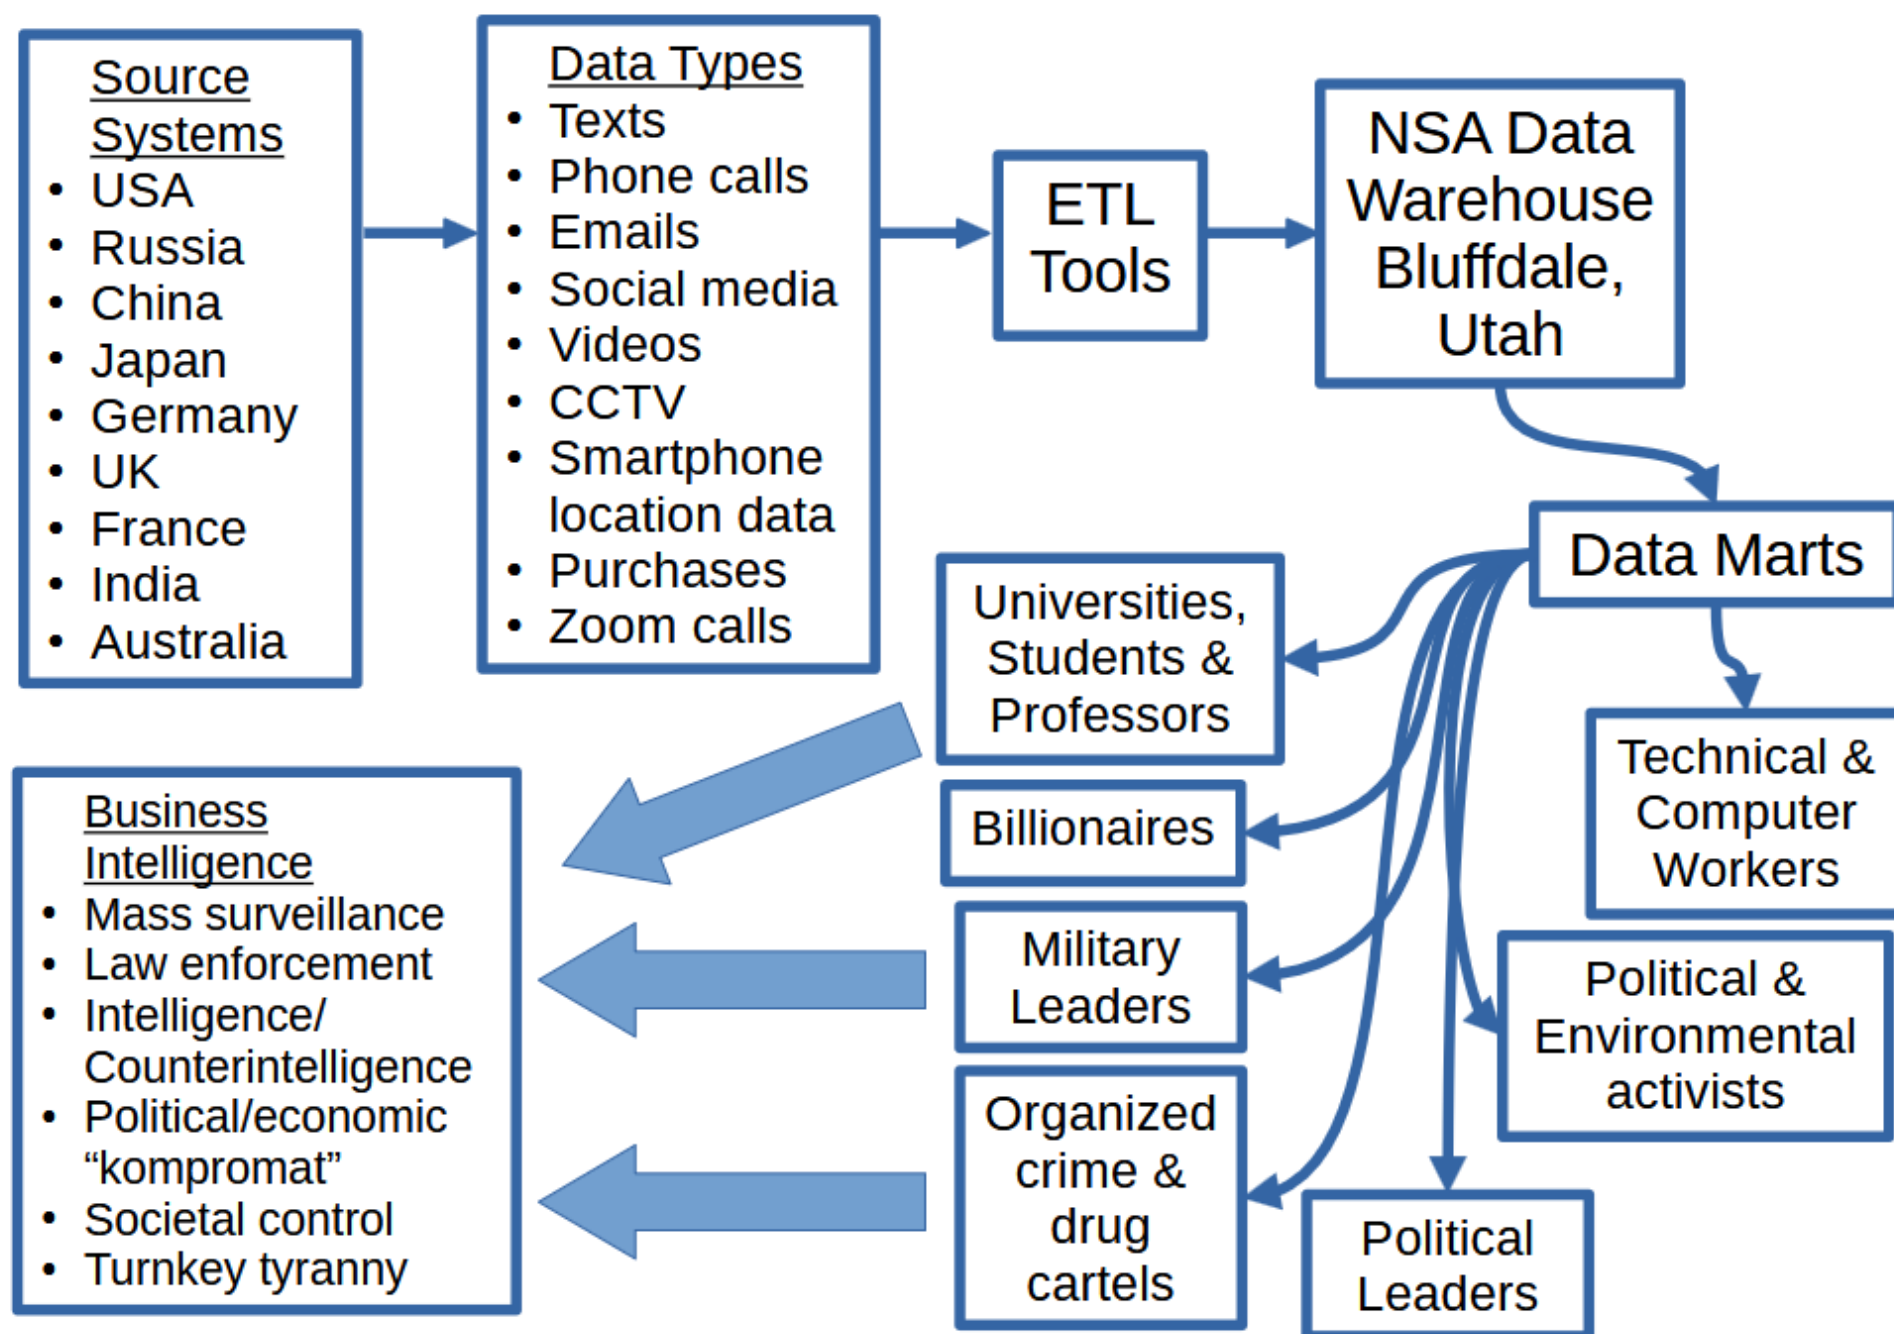 Source
Systems
• USA
• Russia
• China
• Japan
• Germany
• UK
• France
• India
• Australia
Data Types
• Texts
• Phone calls
• Emails
• Social media
• Videos
• CCTV
• Smartphone
location data
• Purchases
• Zoom calls
ETL
Tools
NSA Data
Warehouse
Bluffdale,
Utah
Data Marts
Universities,
Students &
Professors
Billionaires
Military
Leaders
Organized
crime &
drug
cartels
Political
Leaders
Political &
Environmental
activists
Technical &
Computer
Workers
Business
Intelligence
• Mass surveillance
• Law enforcement
• Intelligence/
Counterintelligence
• Political/economic
“kompromat”
• Societal control
• Turnkey tyranny